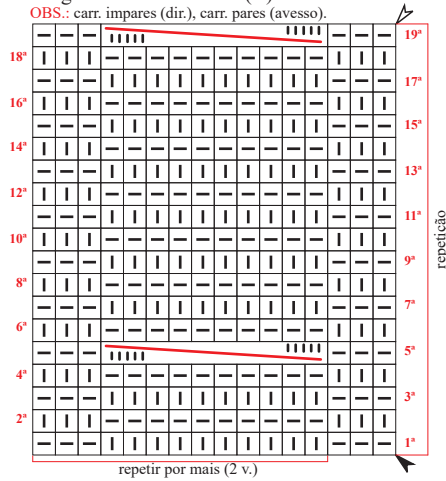 OBS.: carr. impares (dir.), carr. pares (avesso).
19ª
18ª
17ª
16ª
15ª
14ª
13ª
12ª
11ª
10ª
9ª
8ª
7ª
6ª
5ª
4ª
3ª
2ª
1ª
repetição
repetir por mais (2 v.)